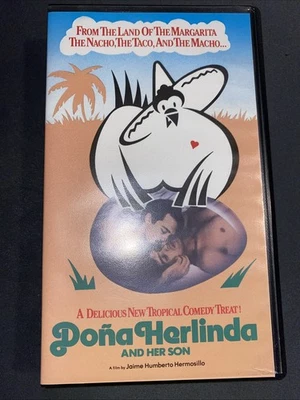 From The Land Of The Margarita
The Nacho, The Taco, And The Macho...
A Delicious New Tropical Comedy Treat!
Doña Herlinda
AND HER SON
A film by Jaime Humberto Hermosillo